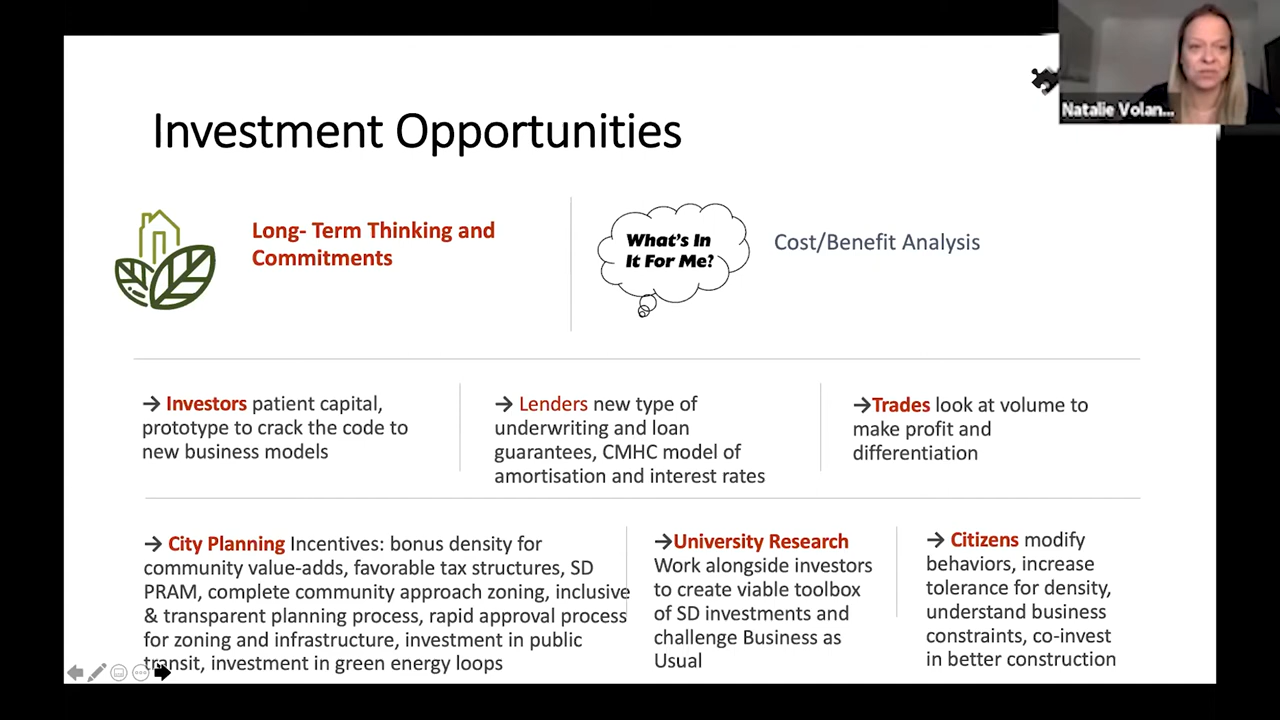 Natalie Volan...
Investment Opportunities
Long- Term Thinking and
Commitments
What's In
It For Me?
Cost/Benefit Analysis
→ Investors patient capital,
prototype to crack the code to
new business models
→ Lenders new type of
underwriting and loan
guarantees, CMHC model of
amortisation and interest rates
→Trades look at volume to
make profit and
differentiation
→ City Planning Incentives: bonus density for
community value-adds, favorable tax structures, SD
PRAM, complete community approach zoning, inclusive
& transparent planning process, rapid approval process
for zoning and infrastructure, investment in public
transit, investment in green energy loops
→University Research
Work alongside investors
to create viable toolbox
of SD investments and
challenge Business as
Usual
→ Citizens modify
behaviors, increase
tolerance for density,
understand business
constraints, co-invest
in better construction